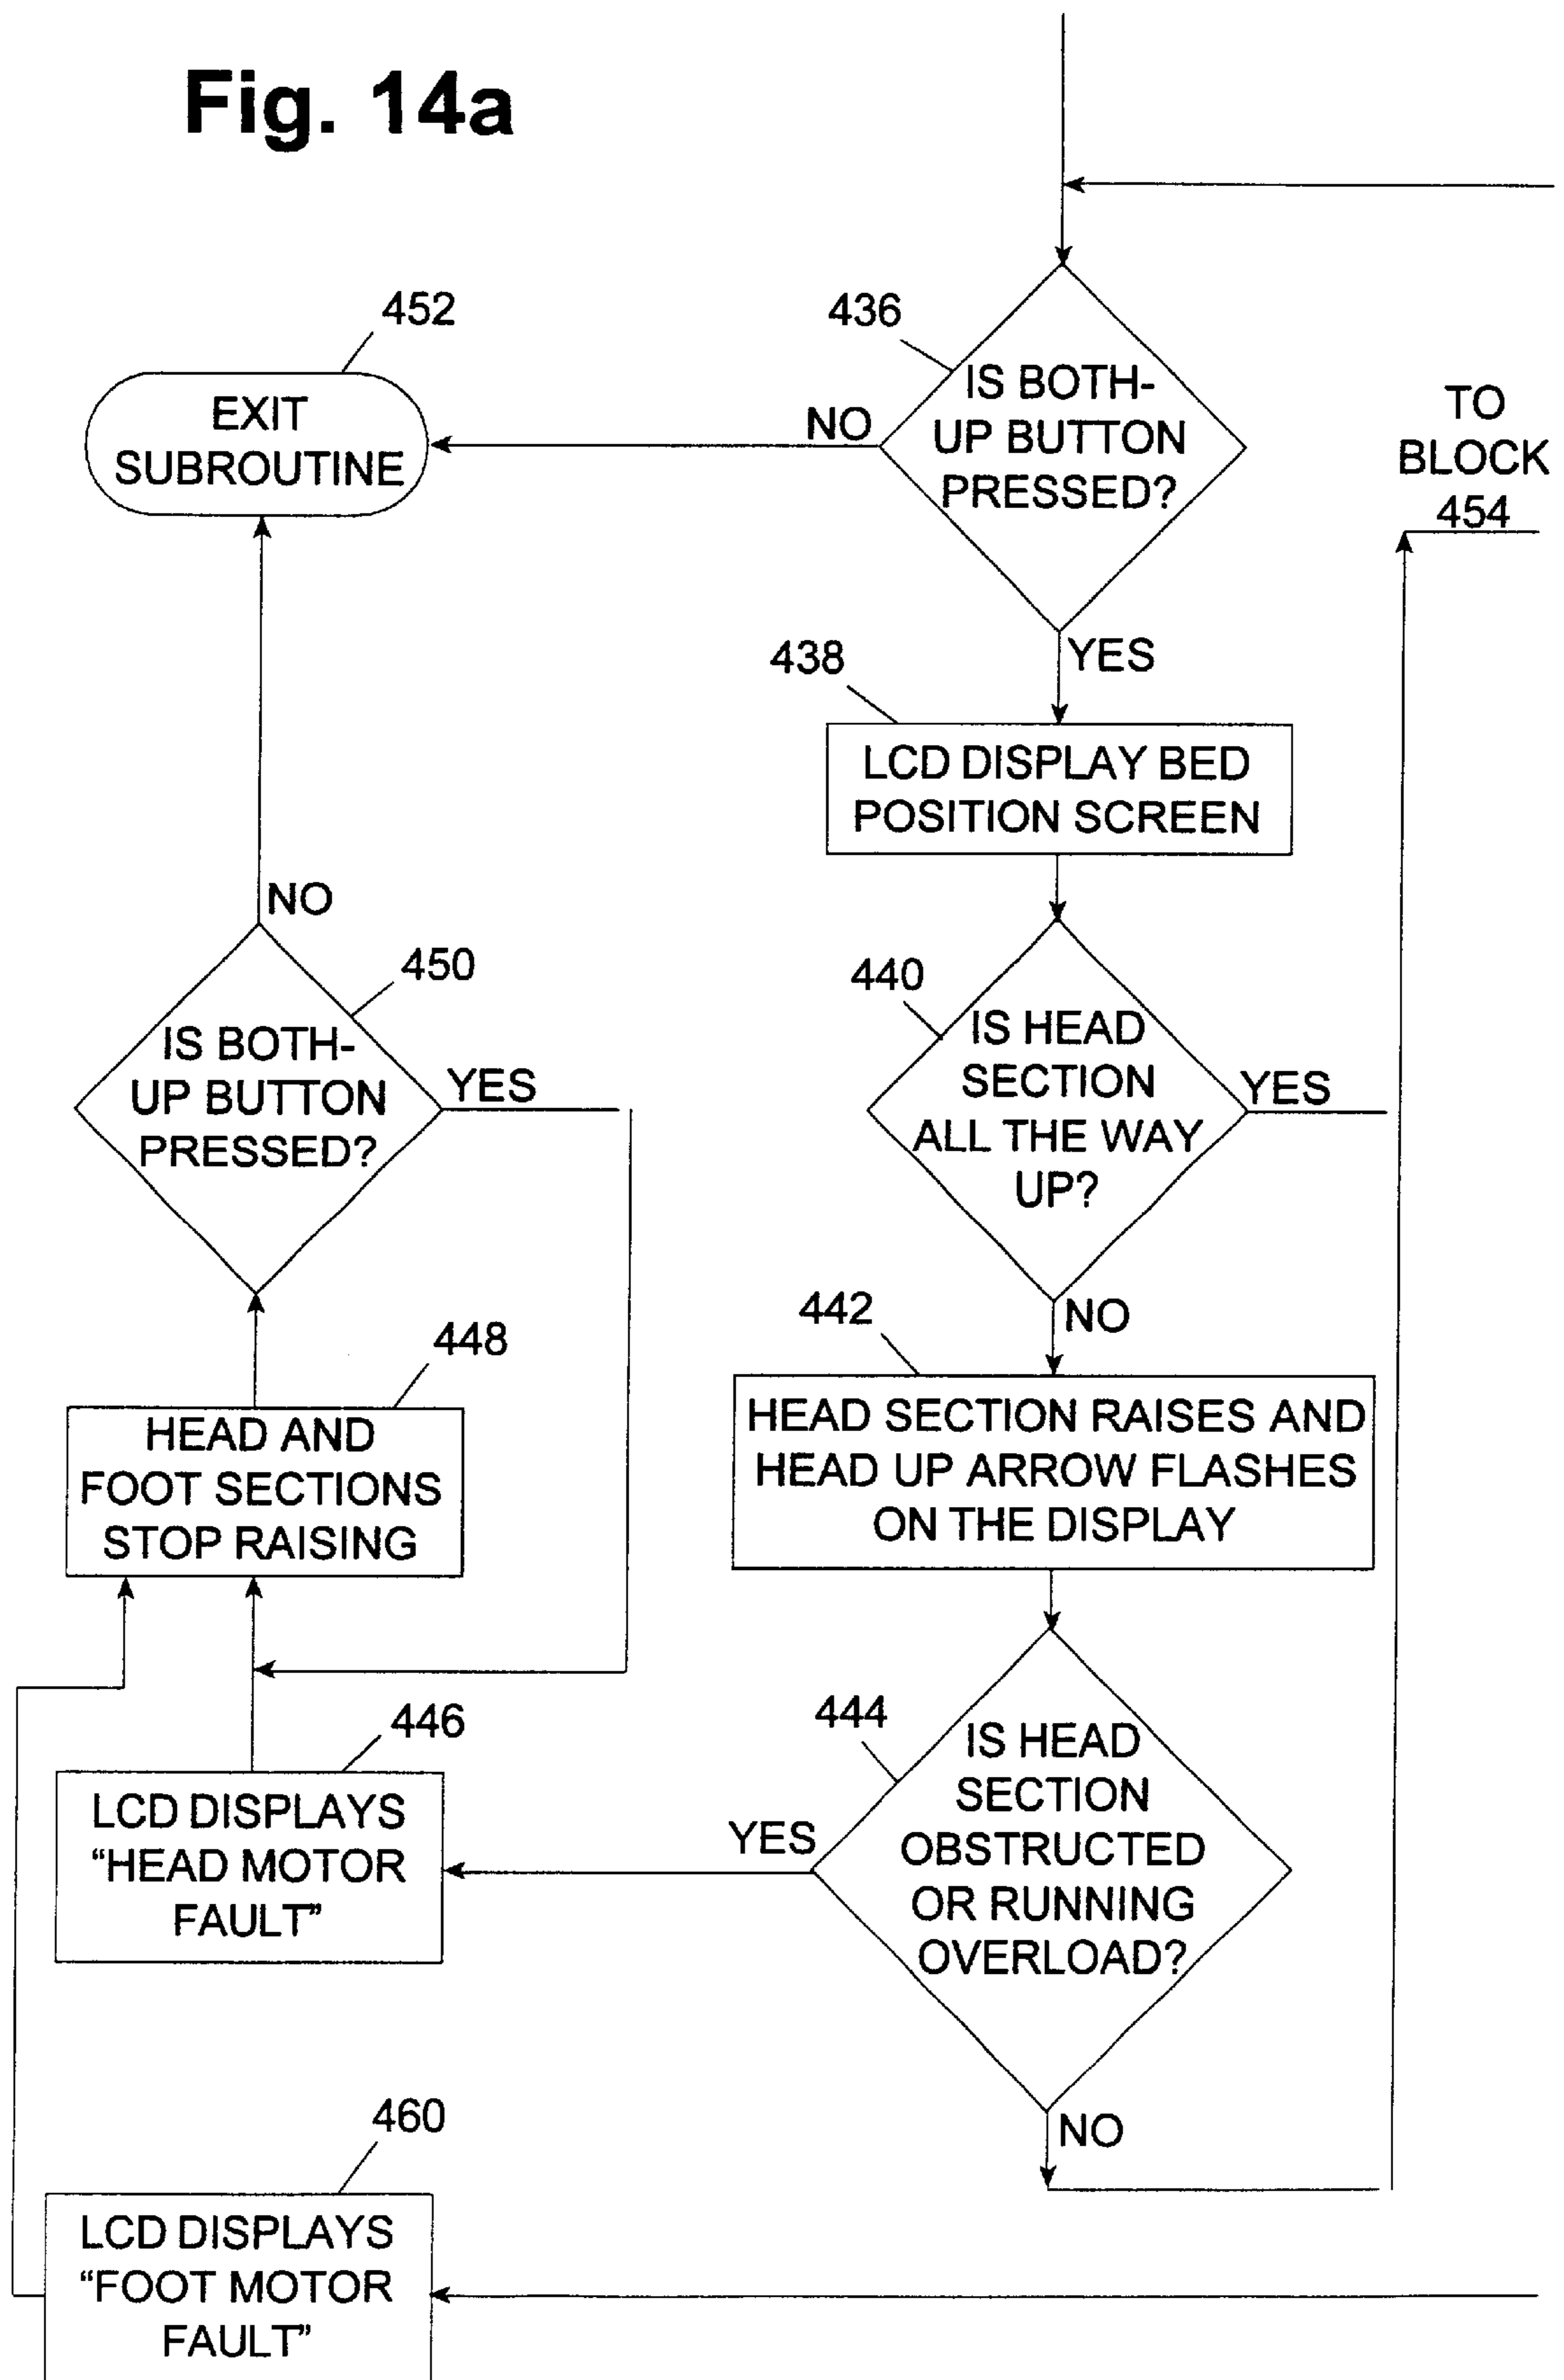 Fig. 14a
452
EXIT
SUBROUTINE
436
IS BOTH-
UP BUTTON
PRESSED?
NO
YES
TO
BLOCK
454
438
LCD DISPLAY BED
POSITION SCREEN
440
IS HEAD
SECTION
ALL THE WAY
UP?
YES
NO
442
HEAD SECTION RAISES AND
HEAD UP ARROW FLASHES
ON THE DISPLAY
444
IS HEAD
SECTION
OBSTRUCTED
OR RUNNING
OVERLOAD?
YES
NO
446
LCD DISPLAYS
“HEAD MOTOR
FAULT”
448
HEAD AND
FOOT SECTIONS
STOP RAISING
450
IS BOTH-
UP BUTTON
PRESSED?
NO
YES
460
LCD DISPLAYS
“FOOT MOTOR
FAULT”